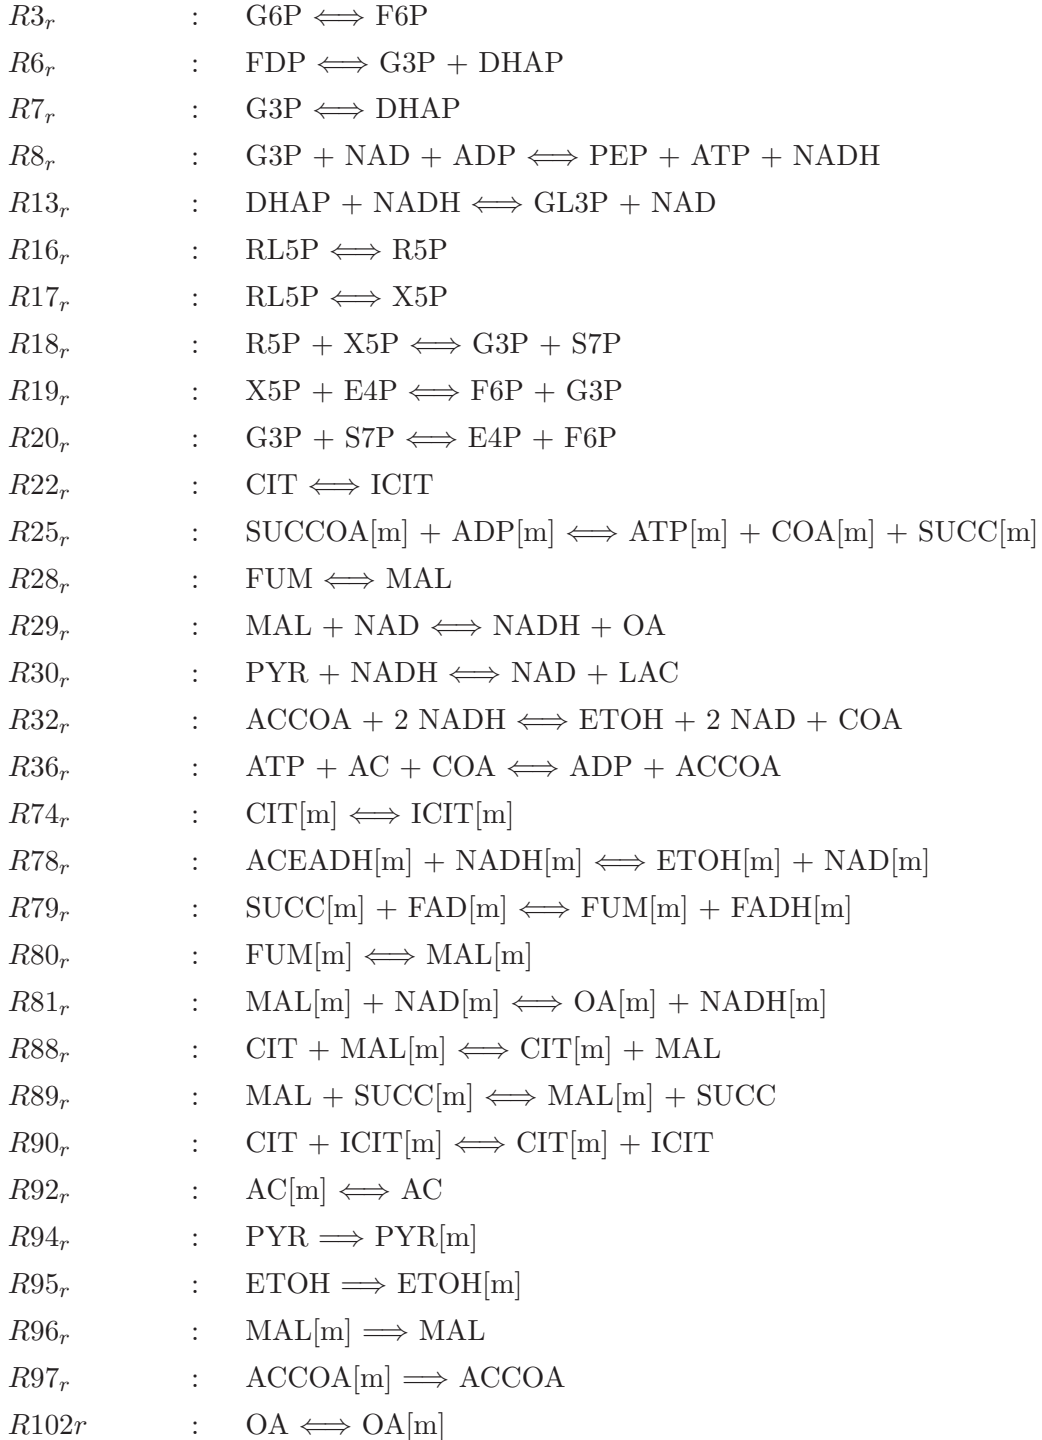 R3r : G6P ⟺ F6P
R6r : FDP ⟺ G3P + DHAP
R7r : G3P ⟺ DHAP
R8r : G3P + NAD + ADP ⟺ PEP + ATP + NADH
R13r : DHAP + NADH ⟺ GL3P + NAD
R16r : RL5P ⟺ R5P
R17r : RL5P ⟺ X5P
R18r : R5P + X5P ⟺ G3P + S7P
R19r : X5P + E4P ⟺ F6P + G3P
R20r : G3P + S7P ⟺ E4P + F6P
R22r : CIT ⟺ ICIT
R25r : SUCCOA[m] + ADP[m] ⟺ ATP[m] + COA[m] + SUCC[m]
R28r : FUM ⟺ MAL
R29r : MAL + NAD ⟺ NADH + OA
R30r : PYR + NADH ⟺ NAD + LAC
R32r : ACCOA + 2 NADH ⟺ ETOH + 2 NAD + COA
R36r : ATP + AC + COA ⟺ ADP + ACCOA
R74r : CIT[m] ⟺ ICIT[m]
R78r : ACEADH[m] + NADH[m] ⟺ ETOH[m] + NAD[m]
R79r : SUCC[m] + FAD[m] ⟺ FUM[m] + FADH[m]
R80r : FUM[m] ⟺ MAL[m]
R81r : MAL[m] + NAD[m] ⟺ OA[m] + NADH[m]
R88r : CIT + MAL[m] ⟺ CIT[m] + MAL
R89r : MAL + SUCC[m] ⟺ MAL[m] + SUCC
R90r : CIT + ICIT[m] ⟺ CIT[m] + ICIT
R92r : AC[m] ⟺ AC
R94r : PYR ⟹ PYR[m]
R95r : ETOH ⟹ ETOH[m]
R96r : MAL[m] ⟹ MAL
R97r : ACCOA[m] ⟹ ACCOA
R102r : OA ⟺ OA[m]